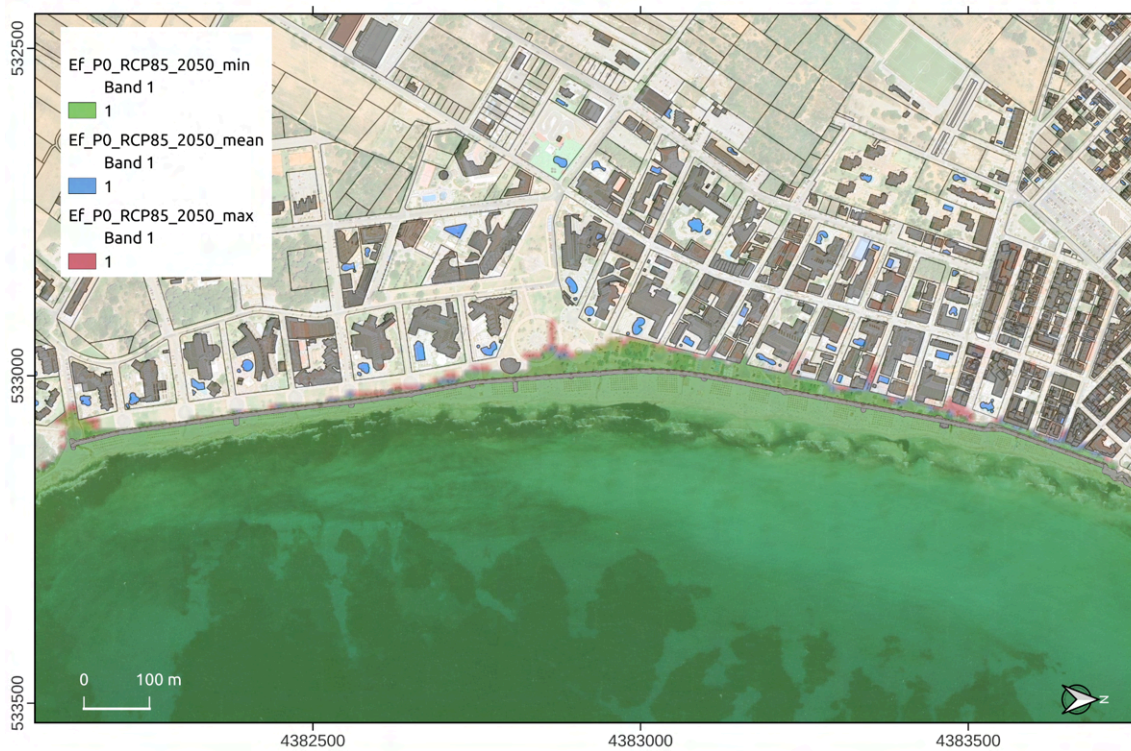 Ef_P0_RCP85_2050_min
Band 1
1
Ef_P0_RCP85_2050_mean
Band 1
1
Ef_P0_RCP85_2050_max
Band 1
1
532500
533000
533500
0 100 m
N
4382500 4383000 4383500